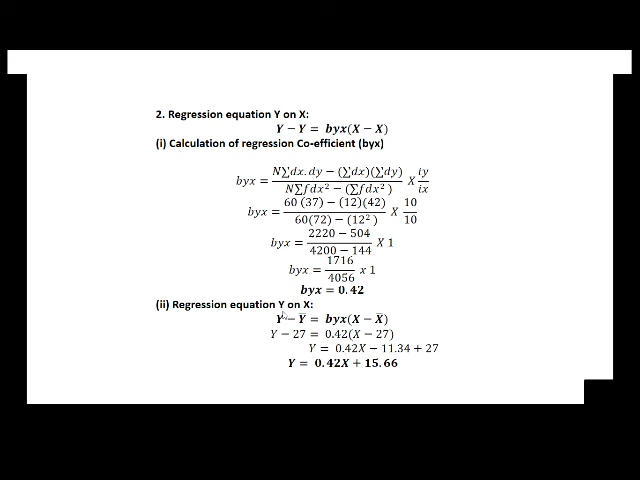 2. Regression equation Y on X:
Y − Y = byx(X − X)
(i) Calculation of regression Co-efficient (byx)
byx = N∑dx.dy − (∑dx)(∑dy) / N∑fdx² − (∑fdx²) X iy / ix
byx = 60 (37) − (12)(42) / 60(72) − (12²) X 10 / 10
byx = 2220 − 504 / 4200 − 144 X 1
byx = 1716 / 4056 x 1
byx = 0.42
(ii) Regression equation Y on X:
Y − Y̅ = byx(X − X̅)
Y − 27 = 0.42(X − 27)
Y = 0.42X − 11.34 + 27
Y = 0.42X + 15.66